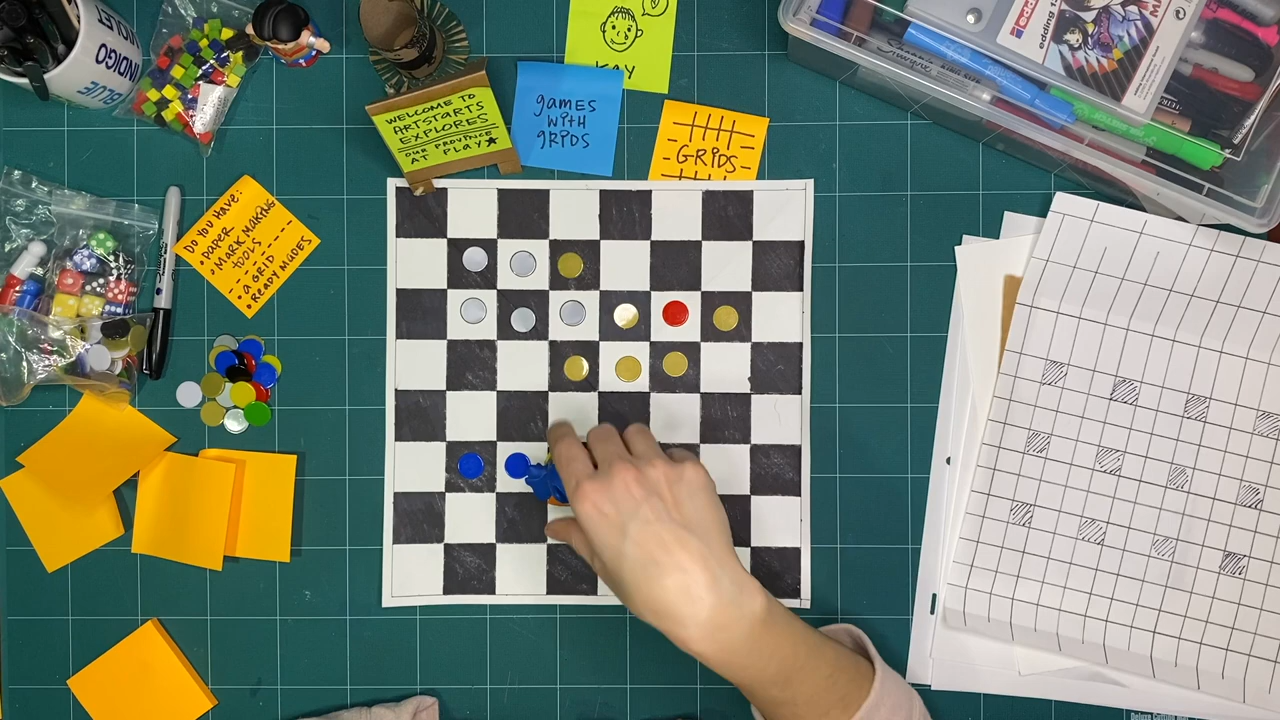 BLUE
INDIGO
VIOLET
KAY
WELCOME TO
ARTSTARTS
EXPLORES
OUR PROVINCE
AT PLAY★
games
WITH
gRIDS
GRIDS
DO YOU HAVE:
• PAPER
• MARK MAKING
TOOLS
- A GRID
• READY MADES
edding